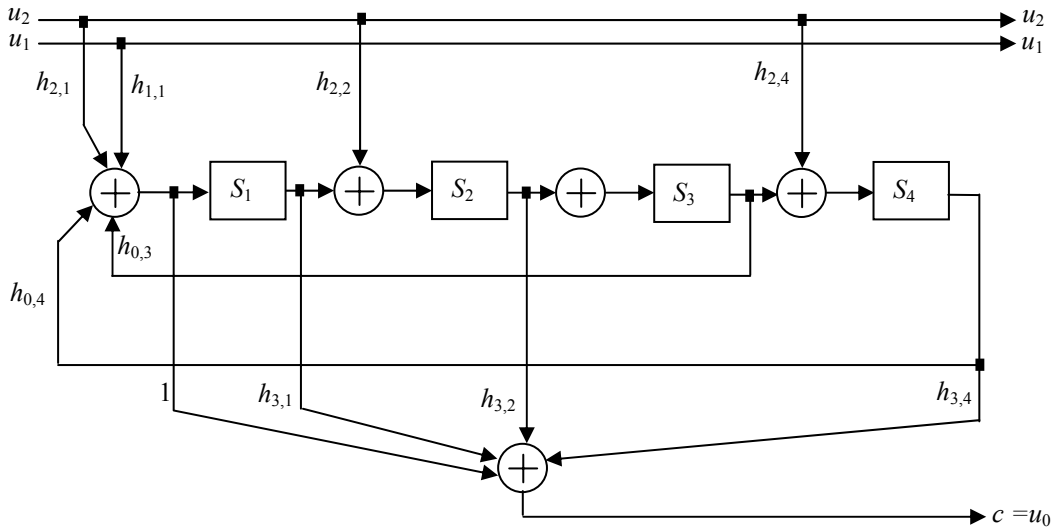 u₂ u₂
u₁ u₁
h₂,₁ h₁,₁ h₂,₂ h₂,₄
+ S₁ + S₂ + S₃ + S₄
h₀,₃
h₀,₄
1 h₃,₁ h₃,₂ h₃,₄
+
c =u₀